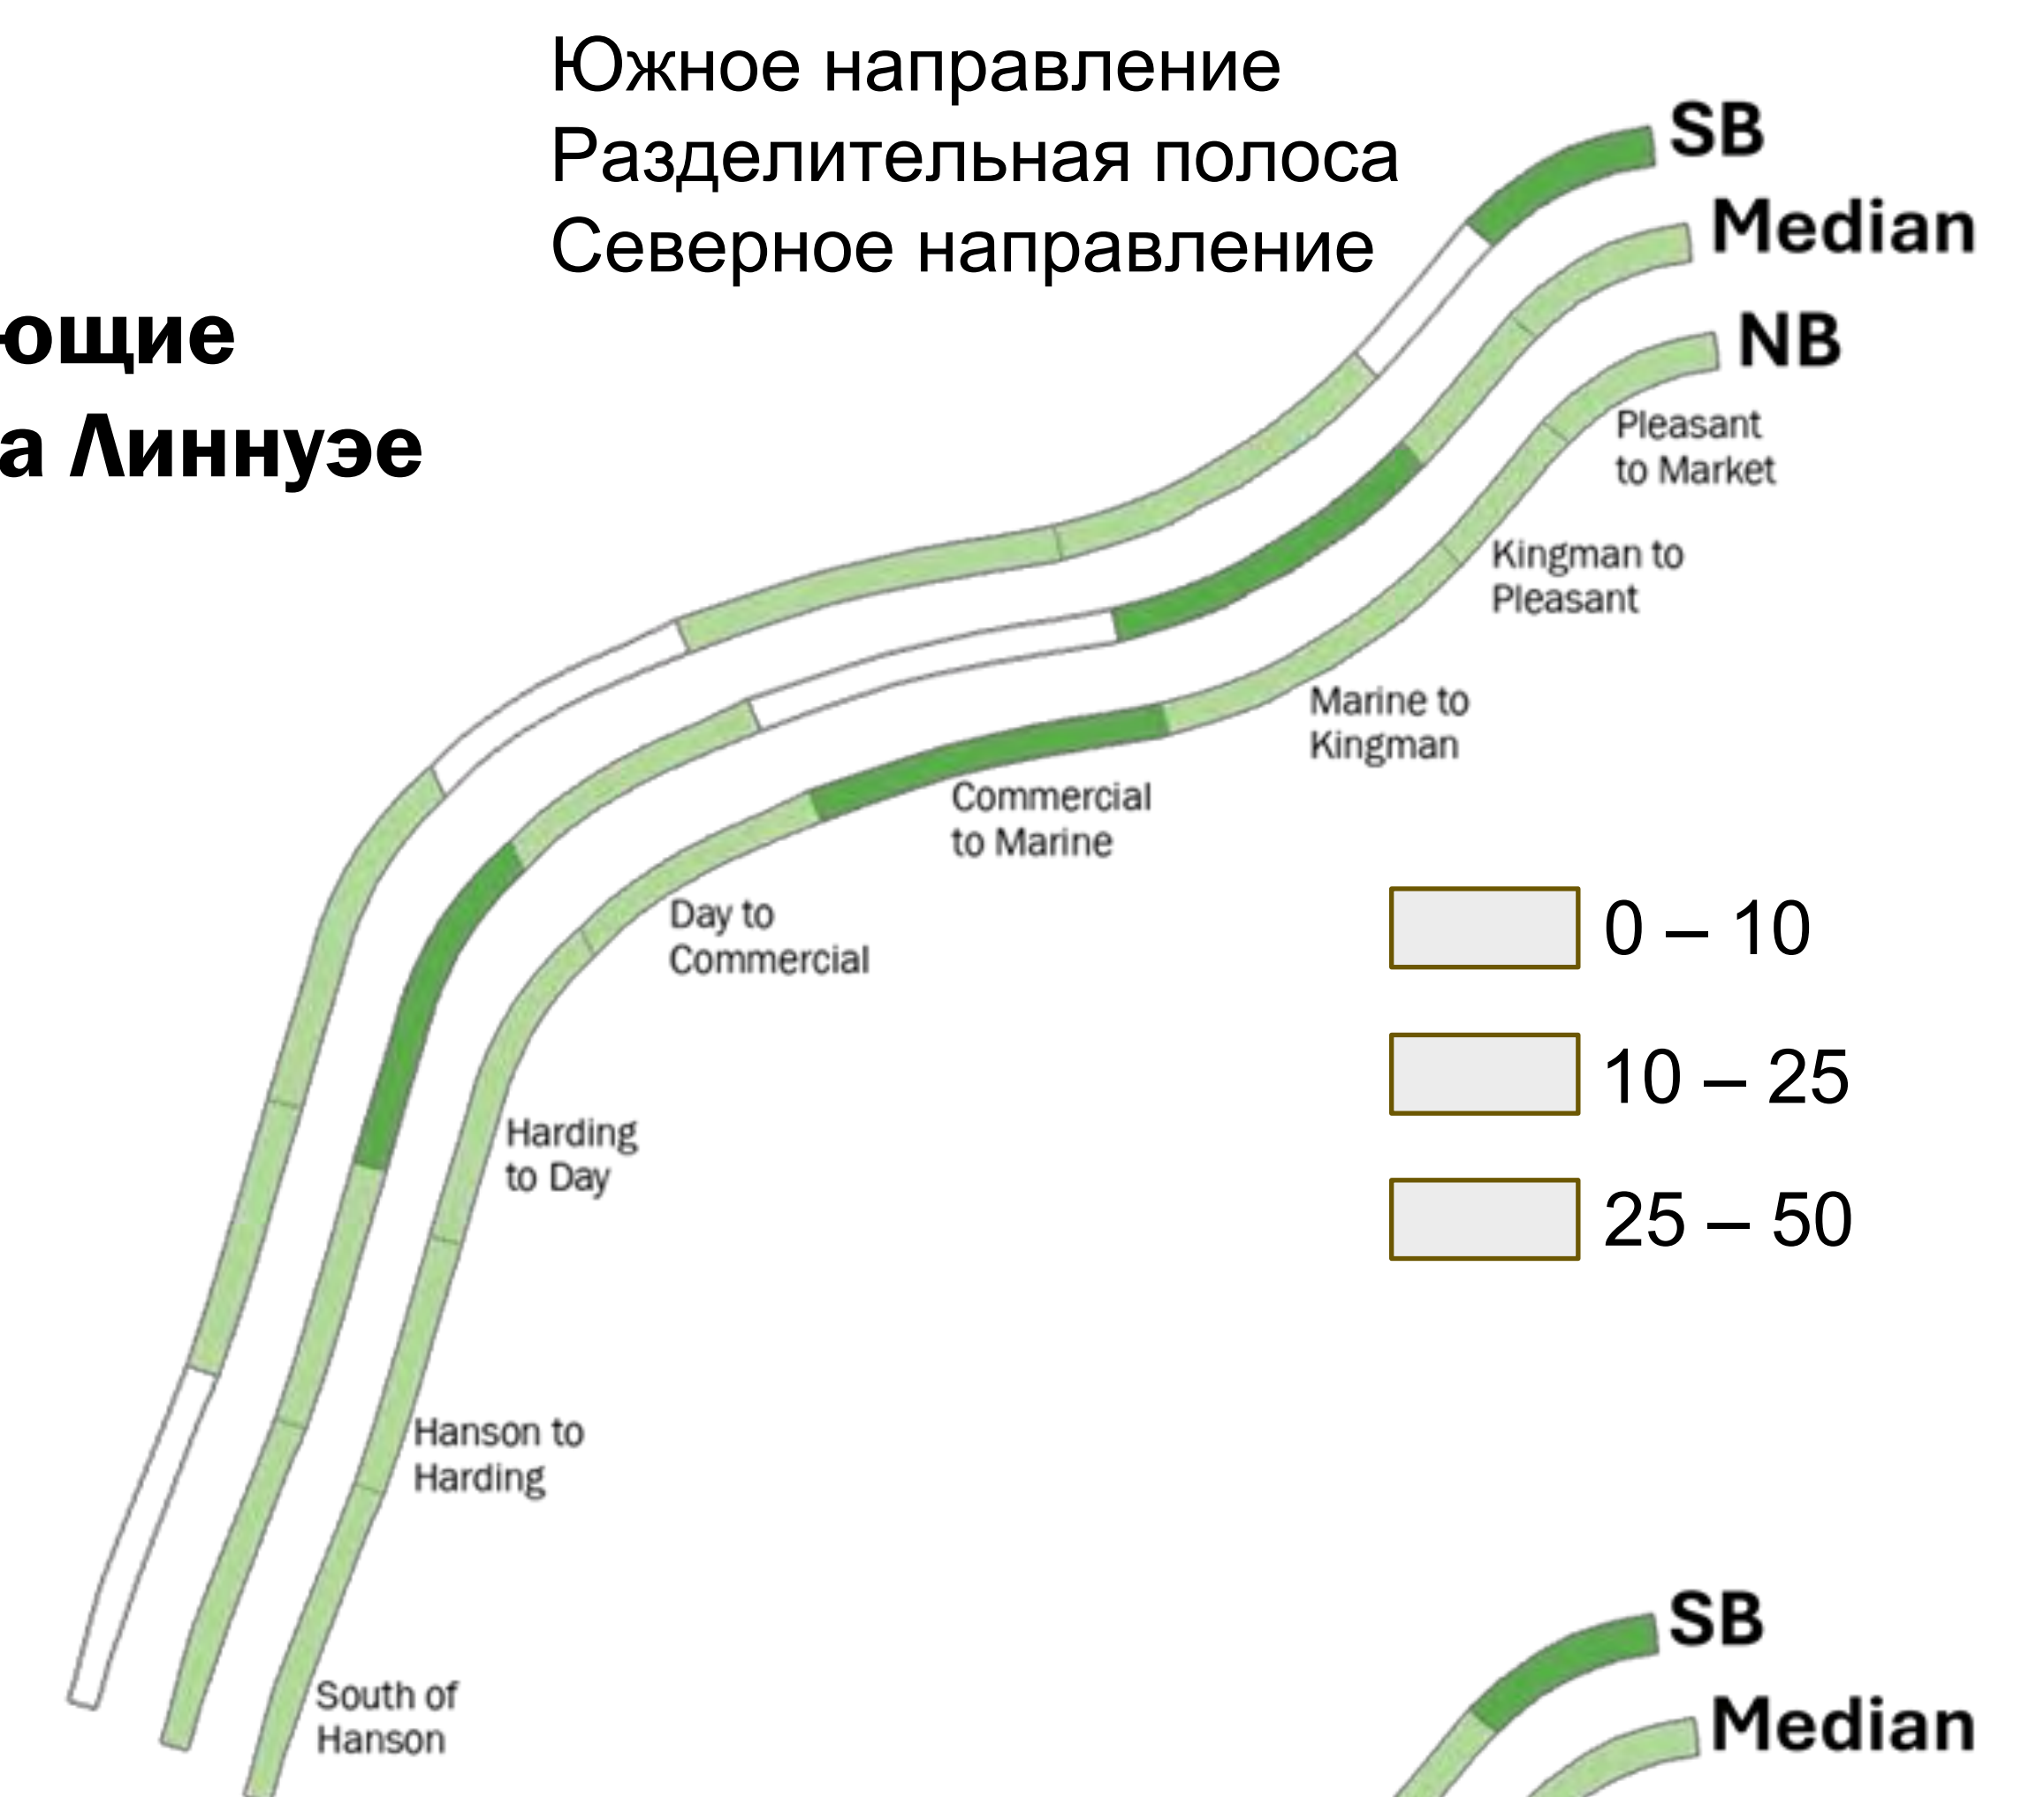 Южное направление
Разделительная полоса
Северное направление
ющие
а Линнуэе
SB
Median
NB
Pleasant
to Market
Kingman to
Pleasant
Marine to
Kingman
Commercial
to Marine
Day to
Commercial
0 – 10
10 – 25
25 – 50
Harding
to Day
Hanson to
Harding
South of
Hanson
SB
Median